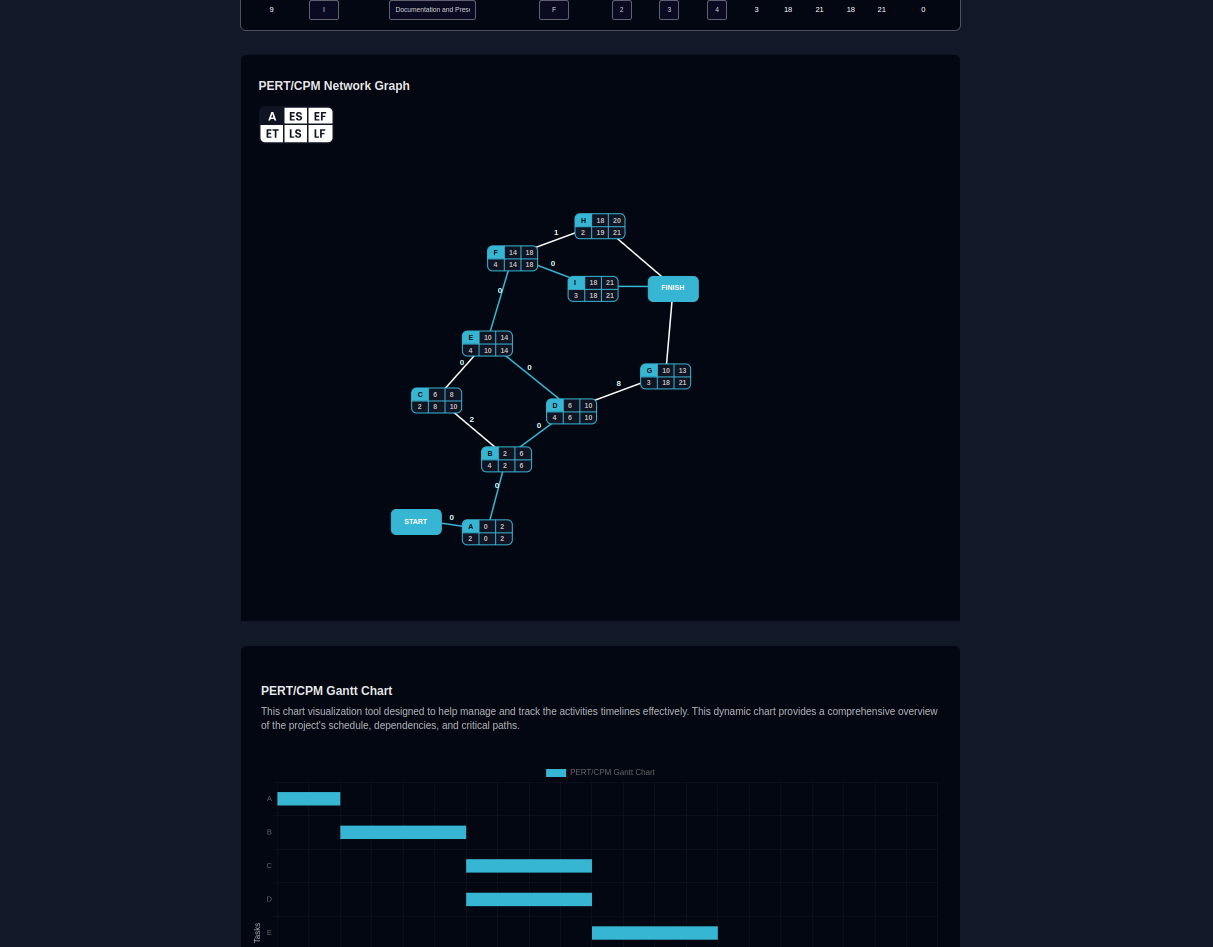 9 I Documentation and Pres F 2 3 4 3 18 21 18 21 0
PERT/CPM Network Graph
A ES EF
ET LS LF
H 18 20
2 19 21
1
F 14 18
4 14 18
0
I 18 21
3 18 21
FINISH
0
E 10 14
4 10 14
0
0
G 10 13
3 18 21
8
C 6 8
2 8 10
D 6 10
4 6 10
2
0
B 2 6
4 2 6
0
START
0
A 0 2
2 0 2
PERT/CPM Gantt Chart
This chart visualization tool designed to help manage and track the activities timelines effectively. This dynamic chart provides a comprehensive overview
of the project's schedule, dependencies, and critical paths.
PERT/CPM Gantt Chart
A
B
C
D
E
Tasks